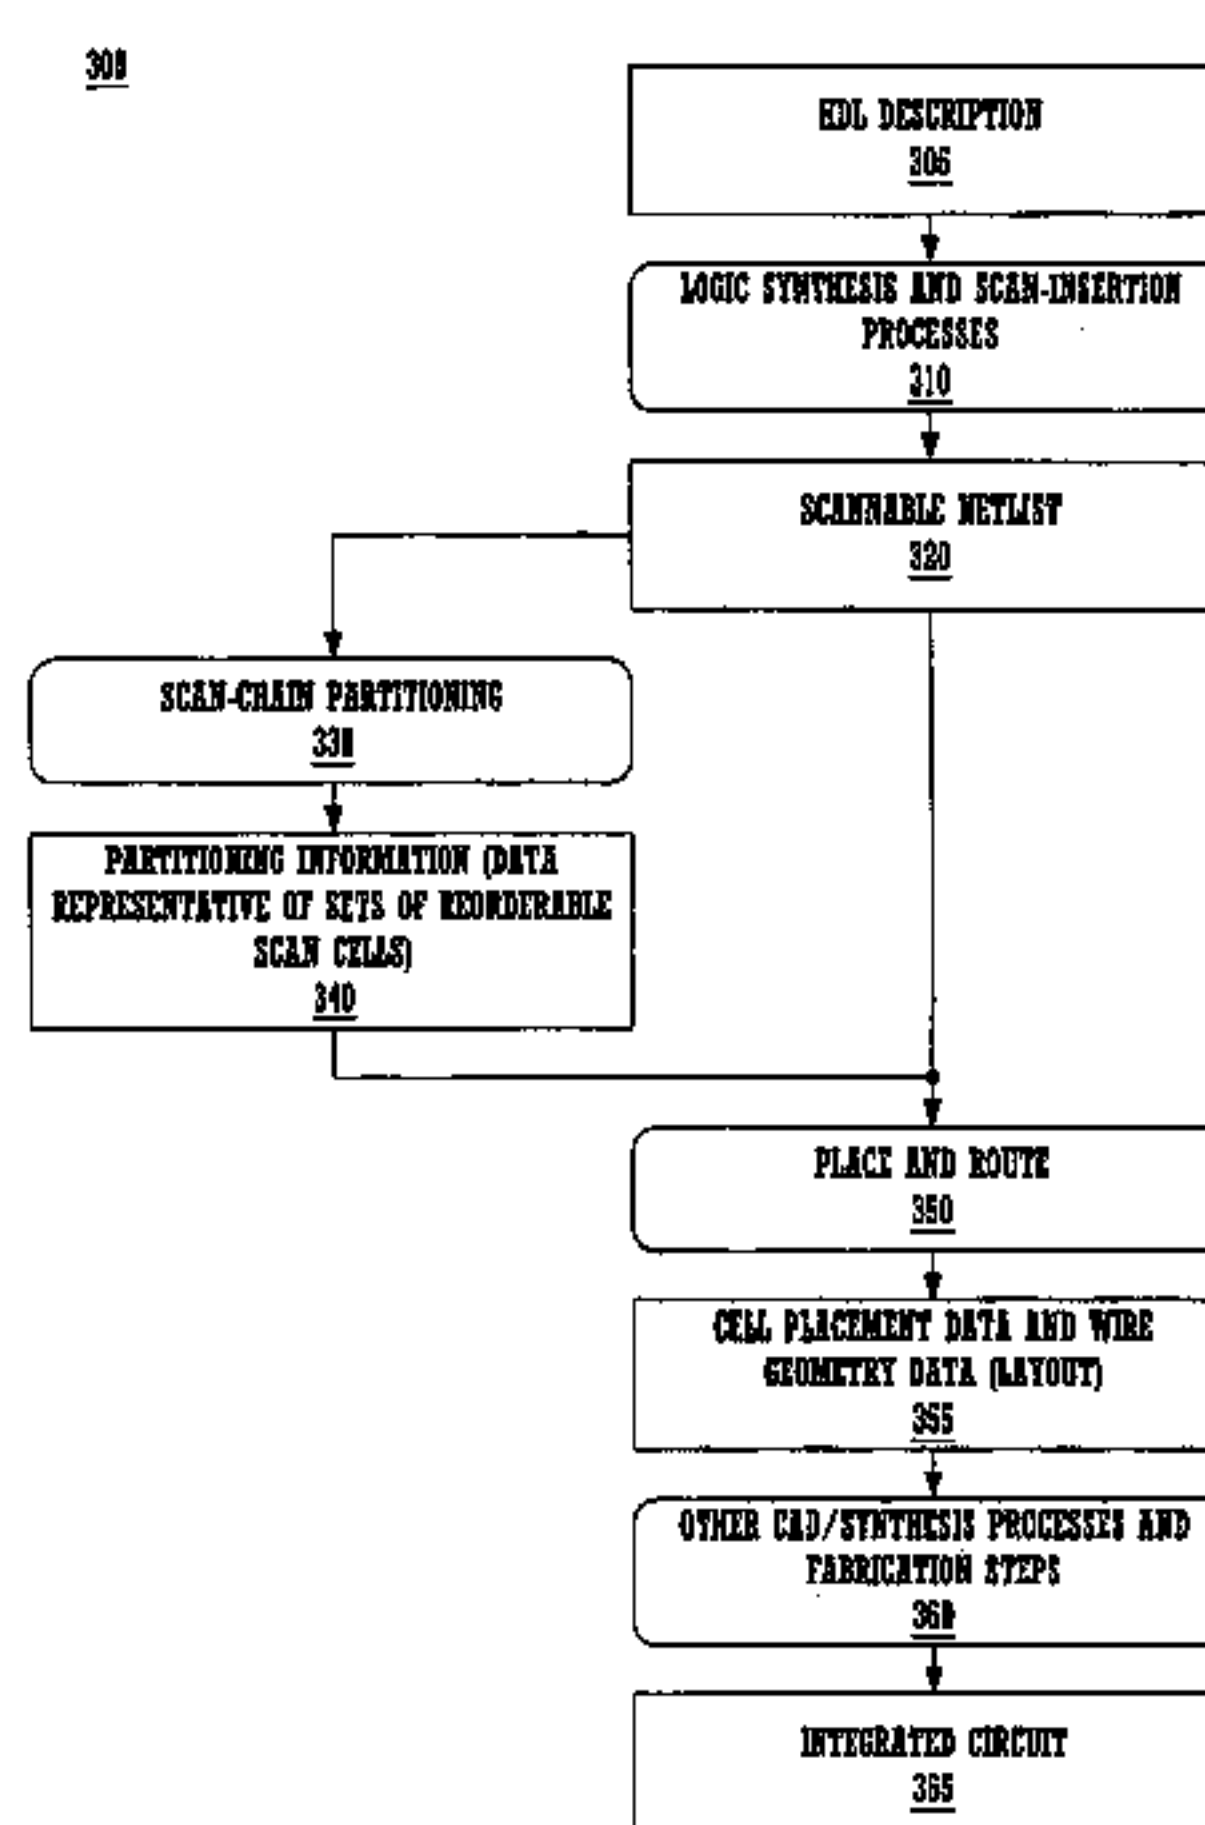 300
HDL DESCRIPTION
305
LOGIC SYNTHESIS AND SCAN-INSERTION
PROCESSES
310
SCANNABLE NETLIST
320
SCAN-CHAIN PARTITIONING
330
PARTITIONING INFORMATION (DATA
REPRESENTATIVE OF SETS OF REORDERABLE
SCAN CELLS)
340
PLACE AND ROUTE
350
CELL PLACEMENT DATA AND WIRE
GEOMETRY DATA (LAYOUT)
355
OTHER CAD/SYNTHESIS PROCESSES AND
FABRICATION STEPS
360
INTEGRATED CIRCUIT
365